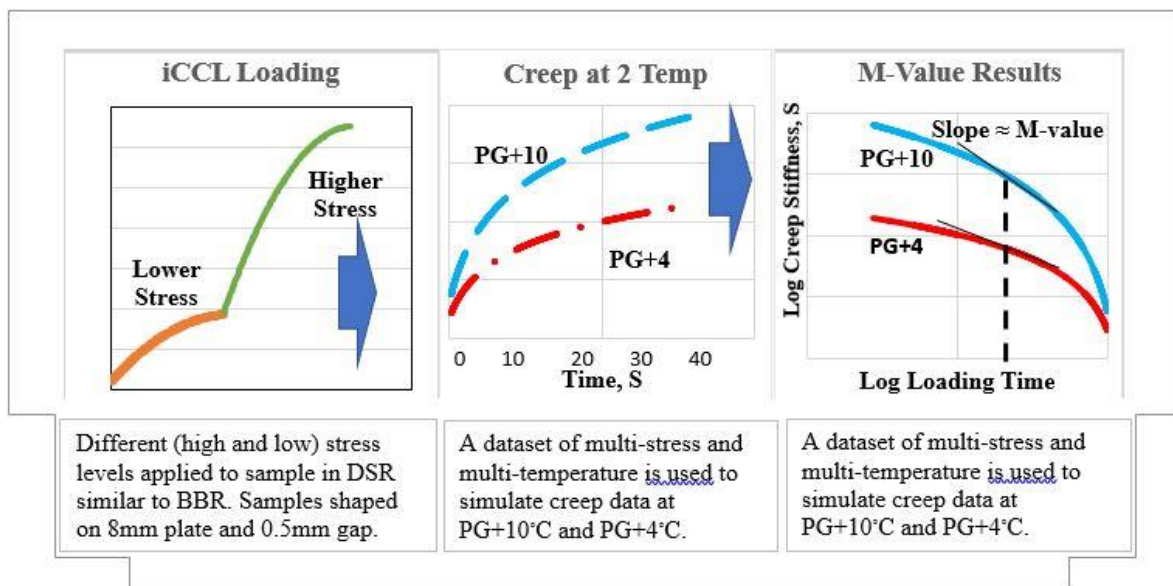 iCCL Loading
Lower
Stress
Higher
Stress
Different (high and low) stress
levels applied to sample in DSR
similar to BBR. Samples shaped
on 8mm plate and 0.5mm gap.
Creep at 2 Temp
PG+10
PG+4
0 10 20 30 40
Time, S
A dataset of multi-stress and
multi-temperature is used to
simulate creep data at
PG+10°C and PG+4°C.
M-Value Results
Log Creep Stiffness, S
Slope ≈ M-value
PG+10
PG+4
Log Loading Time
A dataset of multi-stress and
multi-temperature is used to
simulate creep data at
PG+10°C and PG+4°C.